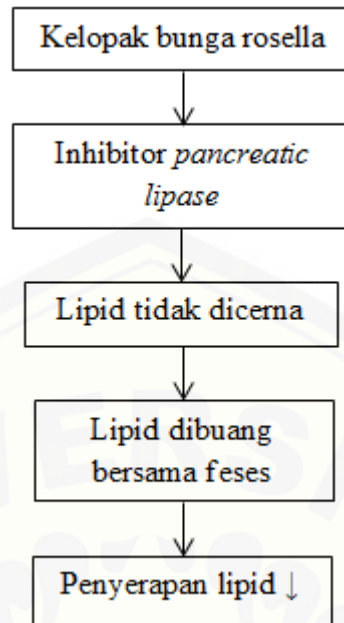 Kelopak bunga rosella
Inhibitor pancreatic
lipase
Lipid tidak dicerna
Lipid dibuang
bersama feses
Penyerapan lipid ↓